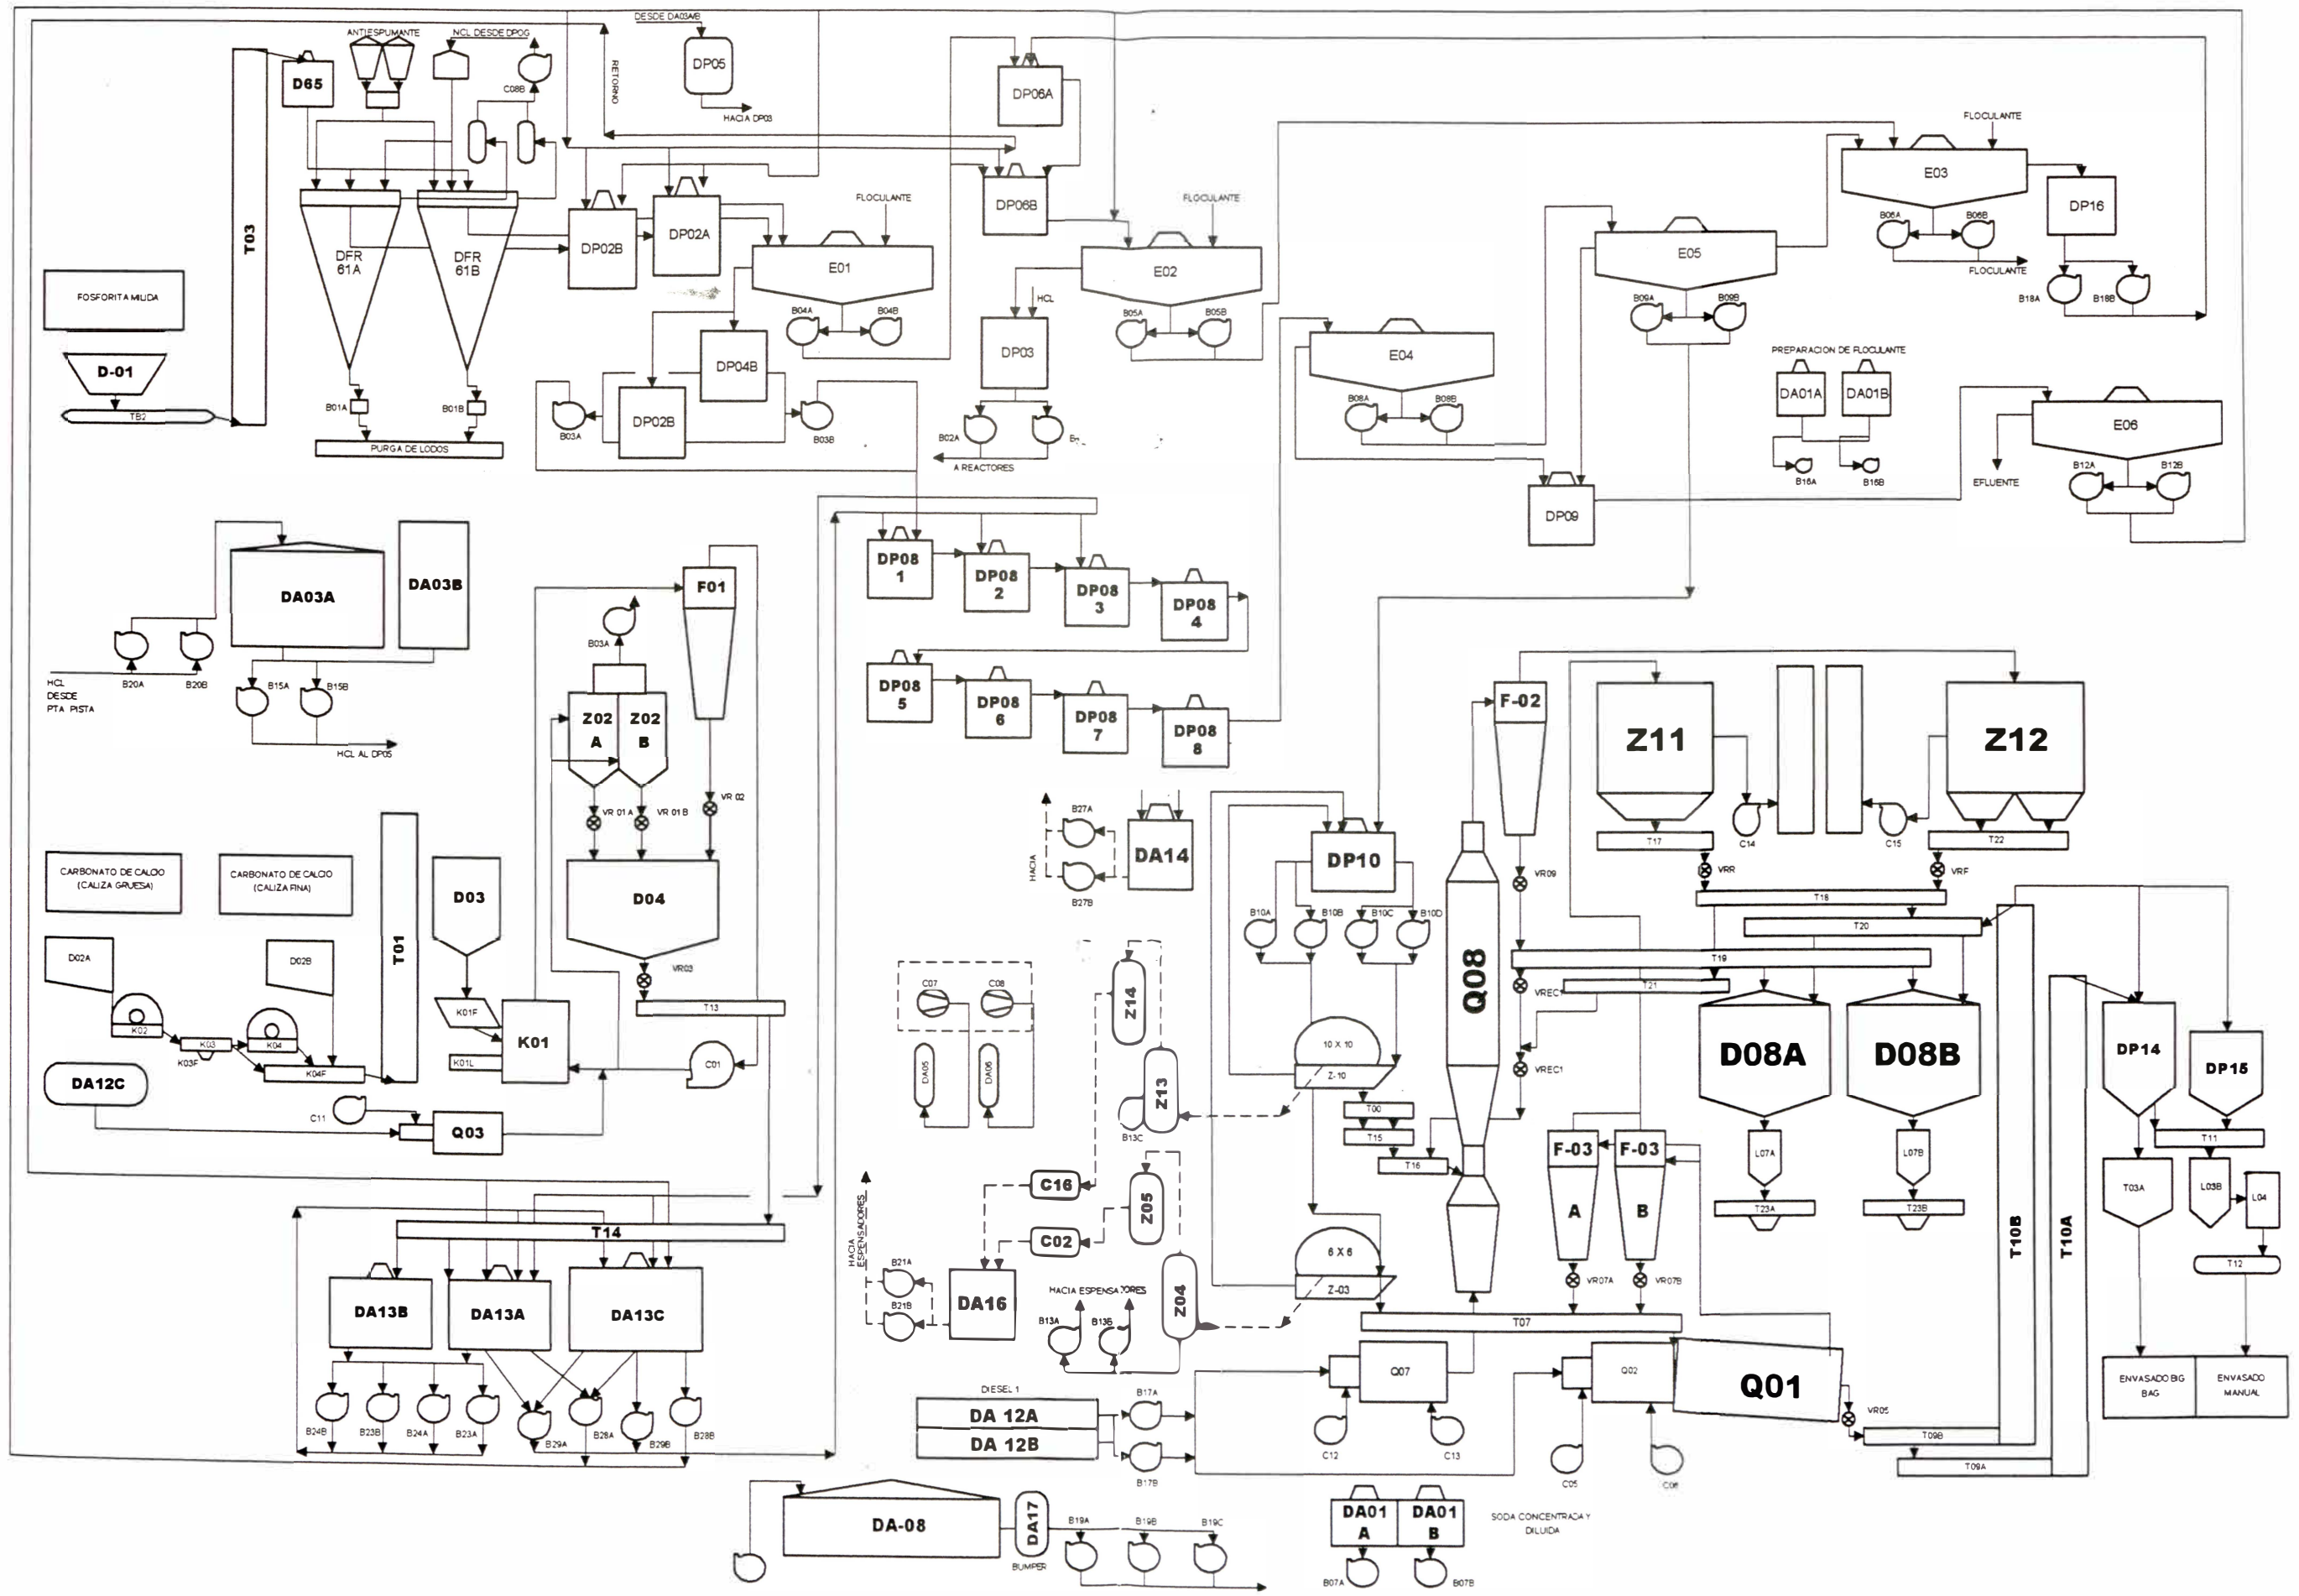 DESDE DA03A/B
ANTIESPUMANTE
NCL DESDE DPOG
D65
C08B
RETORNO
DP05
HACIA DP03
DP06A
FLOCULANTE
E03
DP16
B06A
B06B
FLOCULANTE
B18A
B18B
T03
DFR
61A
DFR
61B
DP02B
DP02A
FLOCULANTE
E01
DP06B
FLOCULANTE
E02
E05
FOSFORITA MILIDA
D-01
TB2
B01A
B01B
PURGA DE LODOS
B04A
B04B
HCL
DP03
B05A
B05B
E04
B09A
B09B
PREPARACION DE FLOCULANTE
DA01A
DA01B
DP04B
DP02B
B03A
B03B
B02A
A REACTORES
B08A
B08B
B16A
B16B
EFLUENTE
E06
B12A
B12B
DP09
DA03A
DA03B
B20A
B20B
HCL
DESDE
PTA PISTA
B15A
B15B
HCL AL DP05
F01
B03A
Z02
A
Z02
B
VR 01A
VR 01B
VR 02
DP08
1
DP08
2
DP08
3
DP08
4
DP08
5
DP08
6
DP08
7
DP08
8
F-02
Z11
Z12
C14
C15
T17
T22
VRR
VRF
T18
T20
T19
T21
CARBONATO DE CALCIO
(CALIZA GRUESA)
CARBONATO DE CALCIO
(CALIZA FINA)
T01
D03
D04
VR03
T13
D02A
D02B
K02
K03
K03F
K04
K04F
K01F
K01
K01L
C01
DA12C
C11
Q03
B27A
B27B
HACIA
DA14
DP10
B10A
B10B
B10C
B10D
VR09
VREC1
VREC1
Q08
C07
C08
DA05
DA06
Z14
Z13
B13C
10 X 10
Z-10
T00
T15
T16
D08A
D08B
L07A
L07B
T23A
T23B
DP14
DP15
T11
T03A
L03B
L04
T12
T10B
T10A
F-03
A
F-03
B
VR07A
VR07B
C16
C02
Z05
Z04
HACIA
ESPENSADORES
B21A
B21B
DA16
HACIA ESPENSADORES
B13A
B13B
6 X 6
Z-03
T07
Q07
Q02
Q01
VR05
T09B
T09A
ENVASADO BIG
BAG
ENVASADO
MANUAL
T14
DA13B
DA13A
DA13C
B24B
B23B
B24A
B23A
B29A
B28A
B29B
B28B
DIESEL 1
DA 12A
DA 12B
B17A
B17B
C12
C13
C05
C06
DA-08
DA17
BUMPER
B19A
B19B
B19C
DA01
A
DA01
B
B07A
B07B
SODA CONCENTRADA Y
DILUIDA